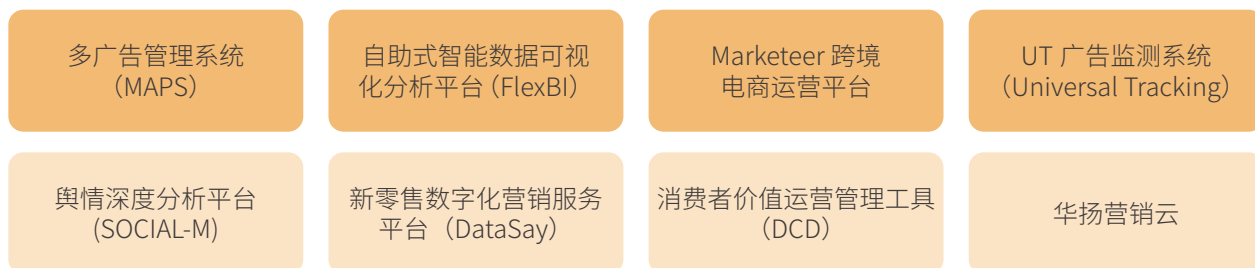 多广告管理系统
（MAPS）
自助式智能数据可视
化分析平台（FlexBI）
Marketeer 跨境
电商运营平台
UT 广告监测系统
（Universal Tracking）
舆情深度分析平台
(SOCIAL-M)
新零售数字化营销服务
平台（DataSay）
消费者价值运营管理工具
（DCD）
华扬营销云